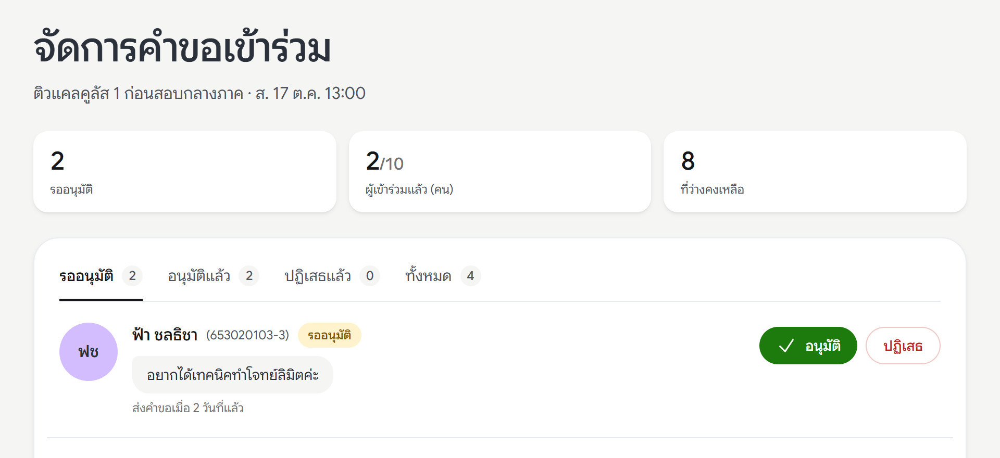 จัดการคำขอเข้าร่วม
ติวแคลคูลัส 1 ก่อนสอบกลางภาค · ส. 17 ต.ค. 13:00
2
รออนุมัติ
2/10
ผู้เข้าร่วมแล้ว (คน)
8
ที่ว่างคงเหลือ
รออนุมัติ 2 อนุมัติแล้ว 2 ปฏิเสธแล้ว 0 ทั้งหมด 4
ฟช
ฟ้า ชลธิชา (653020103-3) รออนุมัติ
อยากได้เทคนิคทำโจทย์ลิมิตค่ะ
ส่งคำขอเมื่อ 2 วันที่แล้ว
อนุมัติ ปฏิเสธ